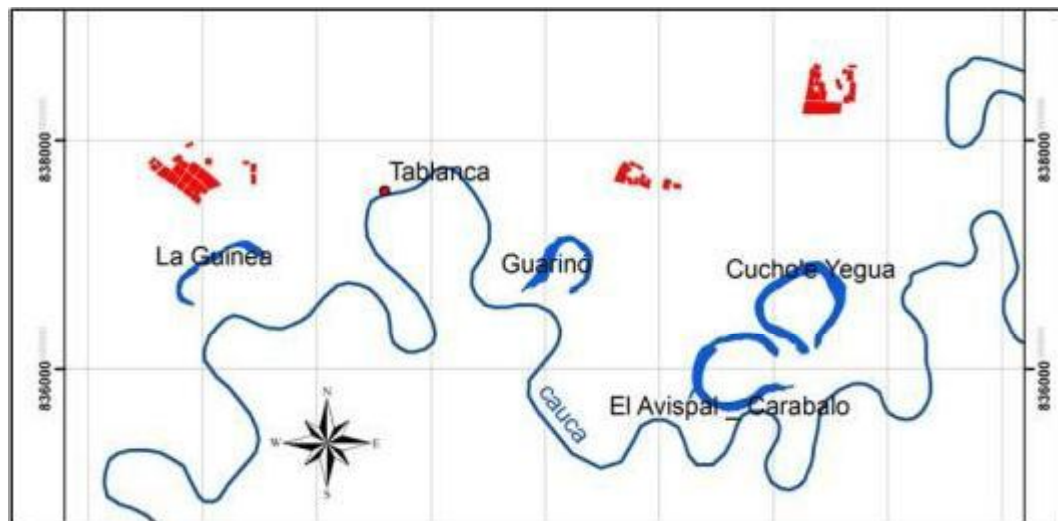 838000
838000
Tablanca
La Guinea
Guarinó
Cucho'e Yegua
836000
836000
El Avispal _ Carabalo
cauca
N
W
E
S